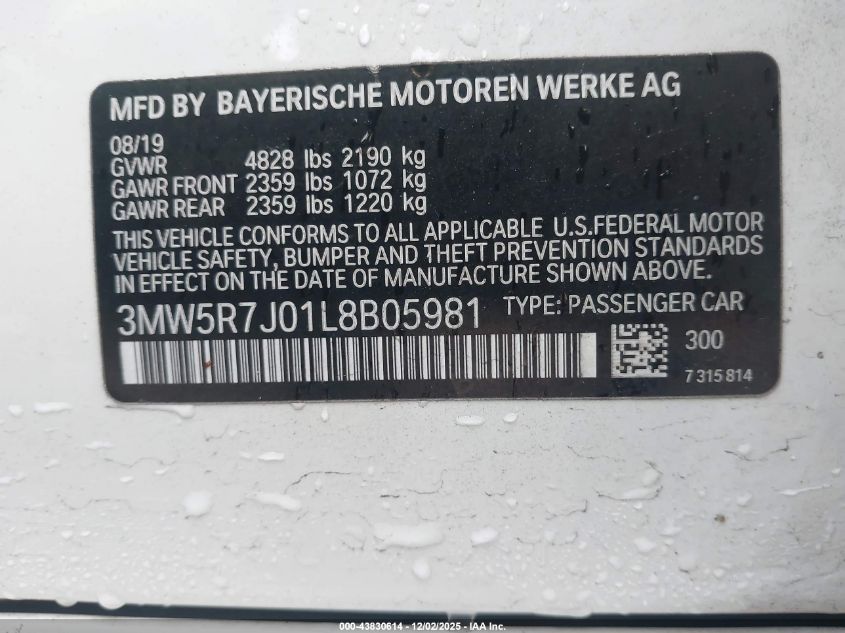 MFD BY BAYERISCHE MOTOREN WERKE AG
08/19
GVWR 4828 lbs 2190 kg
GAWR FRONT 2359 lbs 1072 kg
GAWR REAR 2359 lbs 1220 kg
THIS VEHICLE CONFORMS TO ALL APPLICABLE U.S.FEDERAL MOTOR
VEHICLE SAFETY, BUMPER AND THEFT PREVENTION STANDARDS
IN EFFECT ON THE DATE OF MANUFACTURE SHOWN ABOVE.
3MW5R7J01L8B05981 TYPE: PASSENGER CAR
300
7 315 814
000-43830614 - 12/02/2025 - IAA Inc.